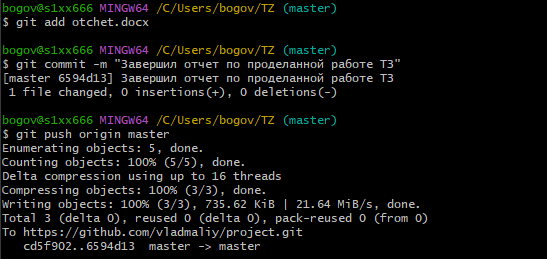 bogov@s1xx666 MINGW64 /C/Users/bogov/TZ (master)
$ git add otchet.docx
bogov@s1xx666 MINGW64 /C/Users/bogov/TZ (master)
$ git commit -m "Завершил отчет по проделанной работе ТЗ"
[master 6594d13] Завершил отчет по проделанной работе ТЗ
 1 file changed, 0 insertions(+), 0 deletions(-)
bogov@s1xx666 MINGW64 /C/Users/bogov/TZ (master)
$ git push origin master
Enumerating objects: 5, done.
Counting objects: 100% (5/5), done.
Delta compression using up to 16 threads
Compressing objects: 100% (3/3), done.
Writing objects: 100% (3/3), 735.62 KiB | 21.64 MiB/s, done.
Total 3 (delta 0), reused 0 (delta 0), pack-reused 0 (from 0)
To https://github.com/vladmaliy/project.git
   cd5f902..6594d13  master -> master